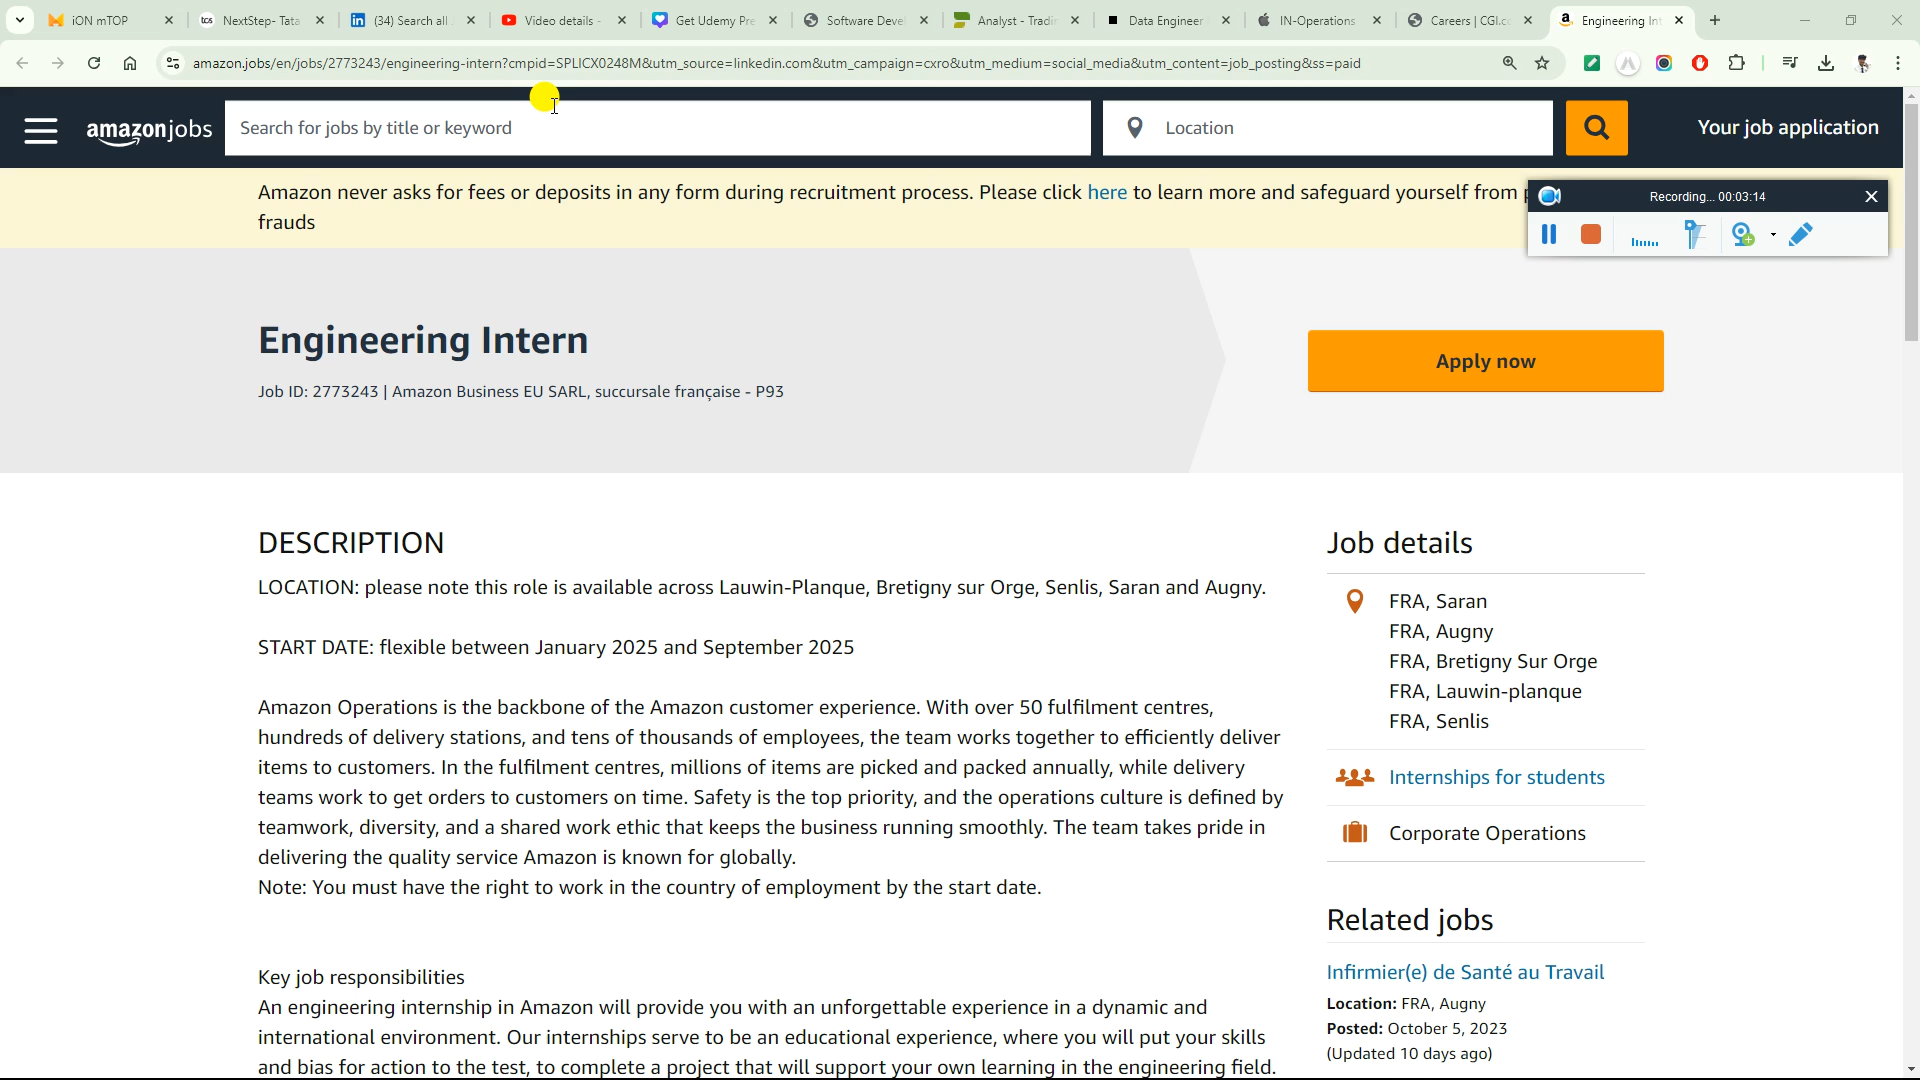 iON mTOP
NextStep- Tata
(34) Search all
Video details -
Get Udemy Pre
Software Deve
Analyst - Tradi
Data Engineer
IN-Operations
Careers | CGI.c
Engineering Int
amazon.jobs/en/jobs/2773243/engineering-intern?cmpid=SPLICX0248M&utm_source=linkedin.com&utm_campaign=cxro&utm_medium=social_media&utm_content=job_posting&ss=paid
amazonjobs
Search for jobs by title or keyword
Location
Your job application
Amazon never asks for fees or deposits in any form during recruitment process. Please click here to learn more and safeguard yourself from
frauds
Recording... 00:03:14
Engineering Intern
Job ID: 2773243 | Amazon Business EU SARL, succursale française - P93
Apply now
DESCRIPTION
LOCATION: please note this role is available across Lauwin-Planque, Bretigny sur Orge, Senlis, Saran and Augny.
START DATE: flexible between January 2025 and September 2025
Amazon Operations is the backbone of the Amazon customer experience. With over 50 fulfilment centres,
hundreds of delivery stations, and tens of thousands of employees, the team works together to efficiently deliver
items to customers. In the fulfilment centres, millions of items are picked and packed annually, while delivery
teams work to get orders to customers on time. Safety is the top priority, and the operations culture is defined by
teamwork, diversity, and a shared work ethic that keeps the business running smoothly. The team takes pride in
delivering the quality service Amazon is known for globally.
Note: You must have the right to work in the country of employment by the start date.
Key job responsibilities
An engineering internship in Amazon will provide you with an unforgettable experience in a dynamic and
international environment. Our internships serve to be an educational experience, where you will put your skills
and bias for action to the test, to complete a project that will support your own learning in the engineering field.
Job details
FRA, Saran
FRA, Augny
FRA, Bretigny Sur Orge
FRA, Lauwin-planque
FRA, Senlis
Internships for students
Corporate Operations
Related jobs
Infirmier(e) de Santé au Travail
Location: FRA, Augny
Posted: October 5, 2023
(Updated 10 days ago)